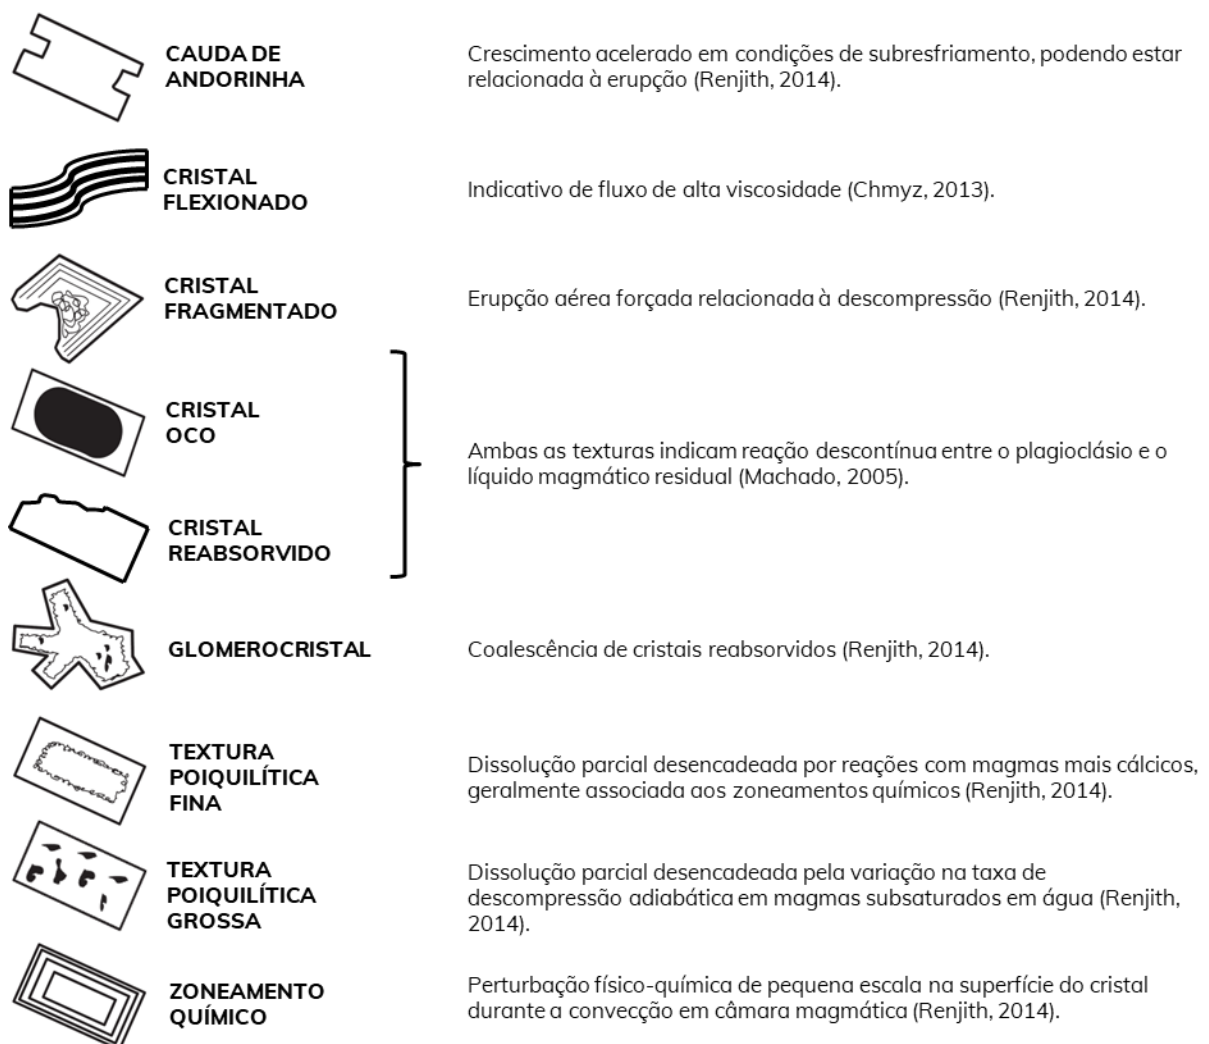 CAUDA DE
ANDORINHA
Crescimento acelerado em condições de subresfriamento, podendo estar
relacionada à erupção (Renjith, 2014).
CRISTAL
FLEXIONADO
Indicativo de fluxo de alta viscosidade (Chmyz, 2013).
CRISTAL
FRAGMENTADO
Erupção aérea forçada relacionada à descompressão (Renjith, 2014).
CRISTAL
OCO
CRISTAL
REABSORVIDO
Ambas as texturas indicam reação descontínua entre o plagioclásio e o
líquido magmático residual (Machado, 2005).
GLOMEROCRISTAL
Coalescência de cristais reabsorvidos (Renjith, 2014).
TEXTURA
POIQUILÍTICA
FINA
Dissolução parcial desencadeada por reações com magmas mais cálcicos,
geralmente associada aos zoneamentos químicos (Renjith, 2014).
TEXTURA
POIQUILÍTICA
GROSSA
Dissolução parcial desencadeada pela variação na taxa de
descompressão adiabática em magmas subsaturados em água (Renjith,
2014).
ZONEAMENTO
QUÍMICO
Perturbação físico-química de pequena escala na superfície do cristal
durante a convecção em câmara magmática (Renjith, 2014).